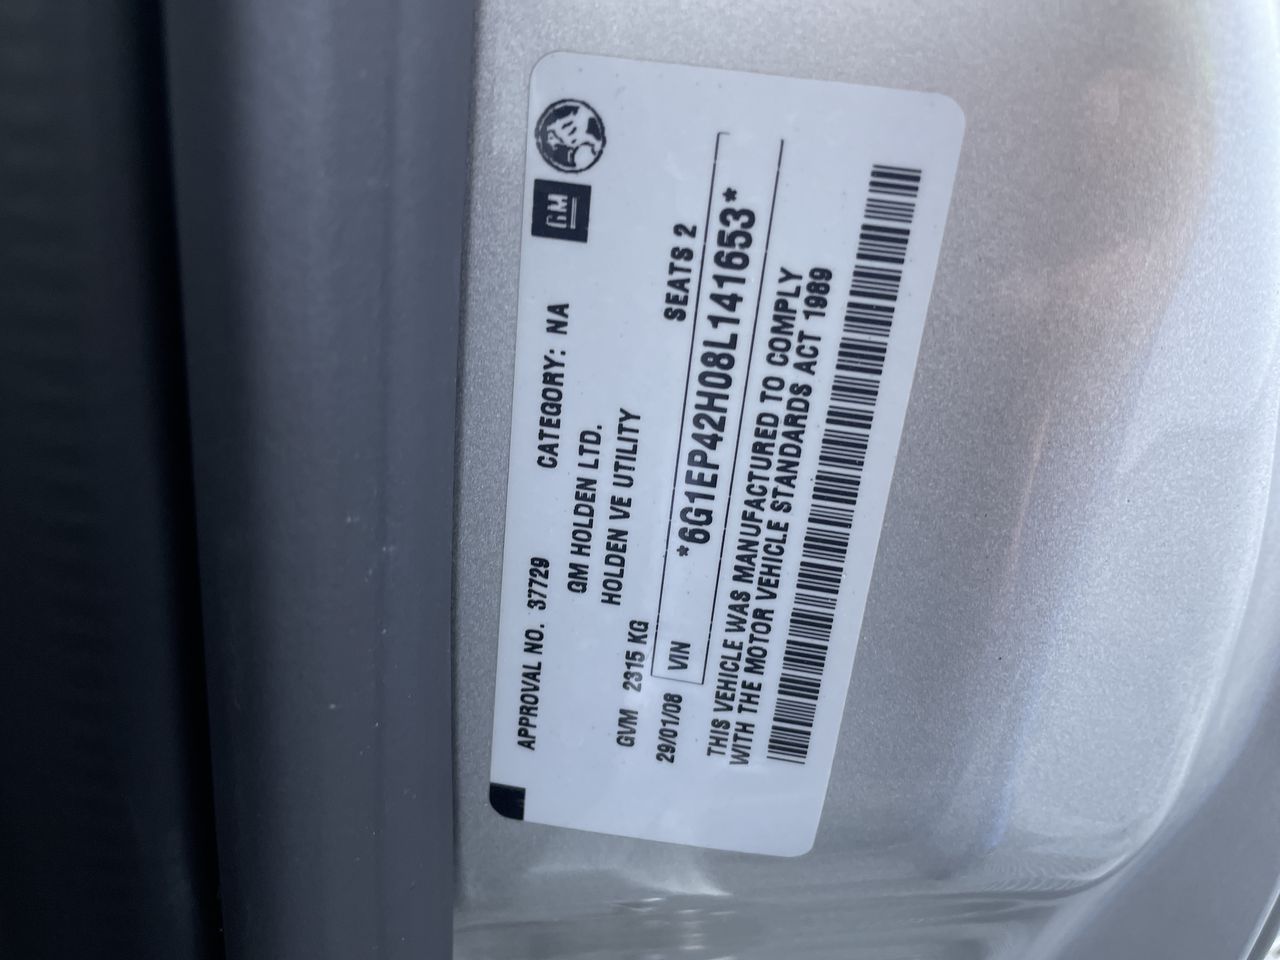 APPROVAL NO. 37729 CATEGORY: NA GM
GM HOLDEN LTD.
HOLDEN VE UTILITY
GVM 2315 KG
29/01/08 SEATS 2
VIN *6G1EP42H08L141653*
THIS VEHICLE WAS MANUFACTURED TO COMPLY
WITH THE MOTOR VEHICLE STANDARDS ACT 1989